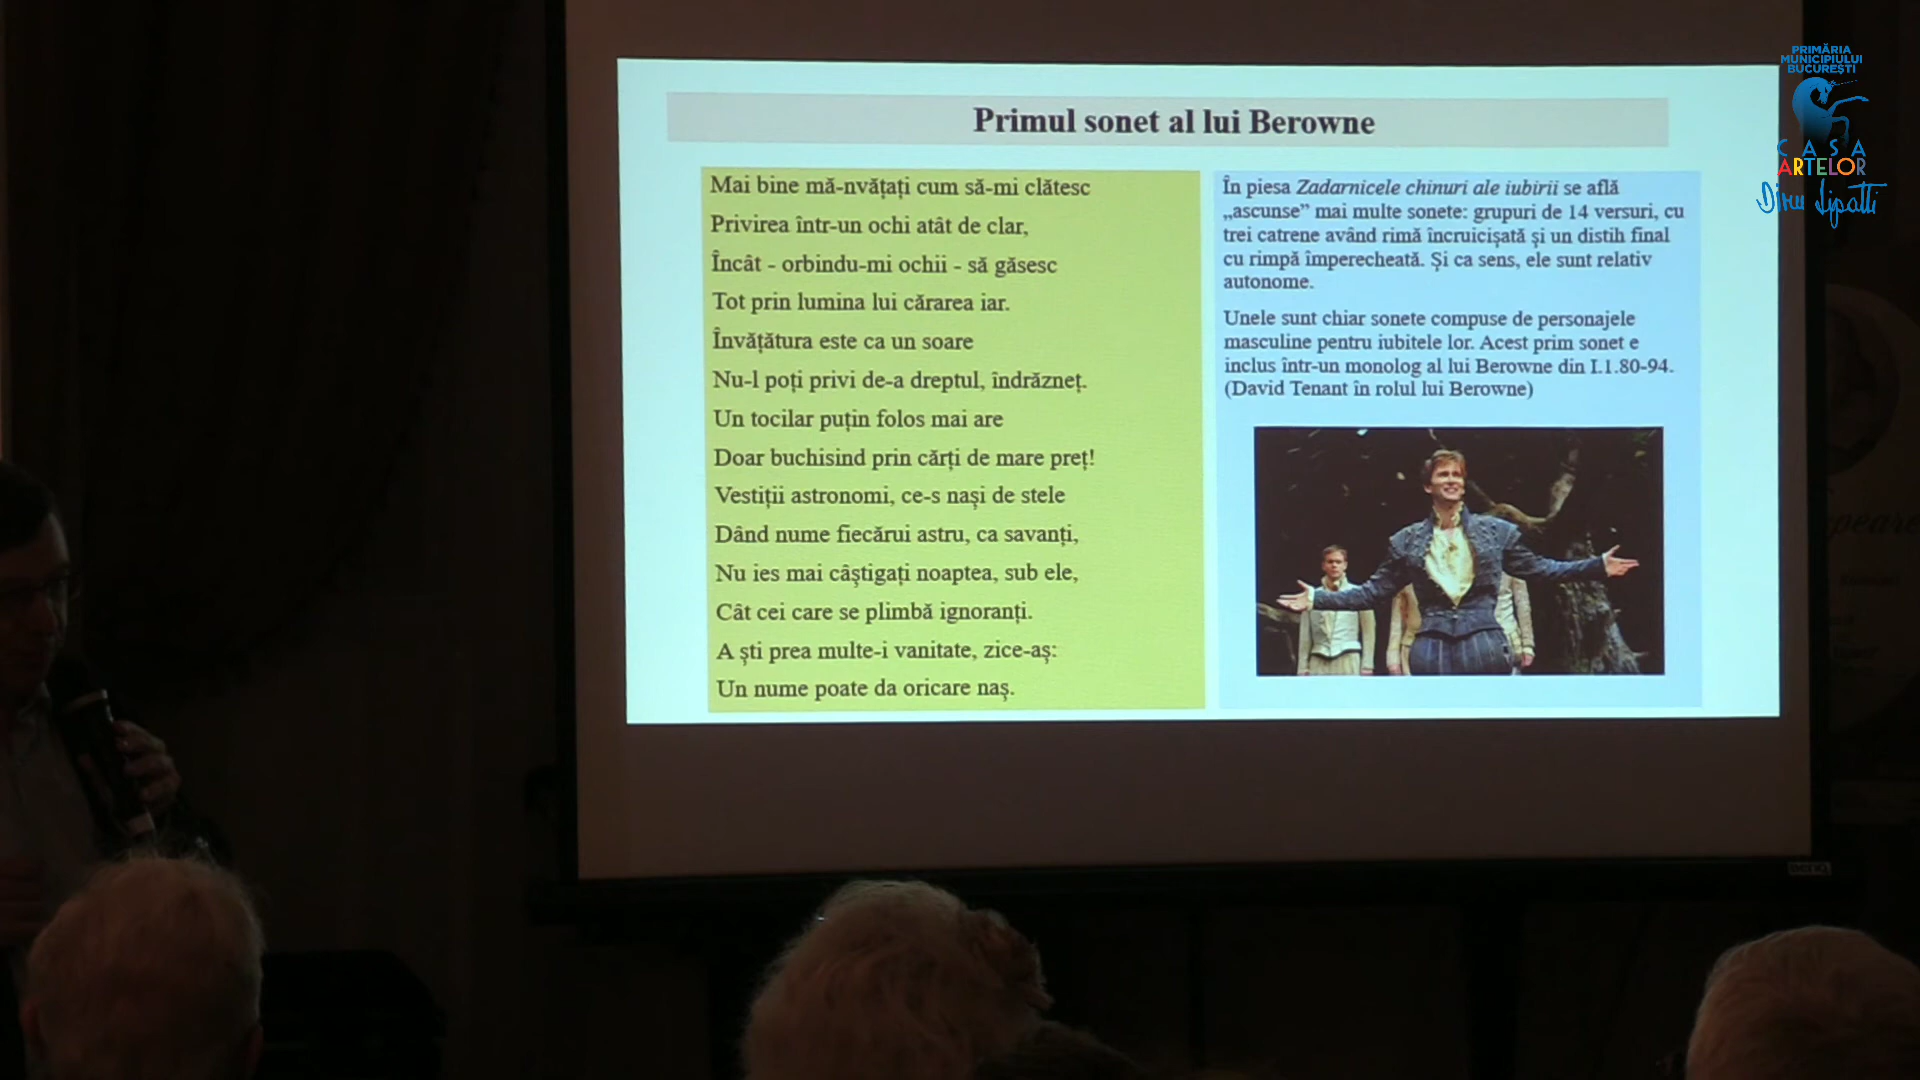 PRIMĂRIA
MUNICIPIULUI
BUCUREȘTI
CASA
ARTELOR
Dinu Lipatti
Primul sonet al lui Berowne
Mai bine mă-nvățați cum să-mi clătesc
Privirea într-un ochi atât de clar,
Încât - orbindu-mi ochii - să găsesc
Tot prin lumina lui cărarea iar.
Învățătura este ca un soare
Nu-l poți privi de-a dreptul, îndrăzneț.
Un tocilar puțin folos mai are
Doar buchisind prin cărți de mare preț!
Vestiții astronomi, ce-s nași de stele
Dând nume fiecărui astru, ca savanți,
Nu ies mai câştigați noaptea, sub ele,
Cât cei care se plimbă ignoranți.
A ști prea multe-i vanitate, zice-aș:
Un nume poate da oricare naș.
În piesa Zadarnicele chinuri ale iubirii se află
„ascunse” mai multe sonete: grupuri de 14 versuri, cu
trei catrene având rimă încruicișată și un distih final
cu rimpă împerecheată. Și ca sens, ele sunt relativ
autonome.
Unele sunt chiar sonete compuse de personajele
masculine pentru iubitele lor. Acest prim sonet e
inclus într-un monolog al lui Berowne din I.1.80-94.
(David Tenant în rolul lui Berowne)